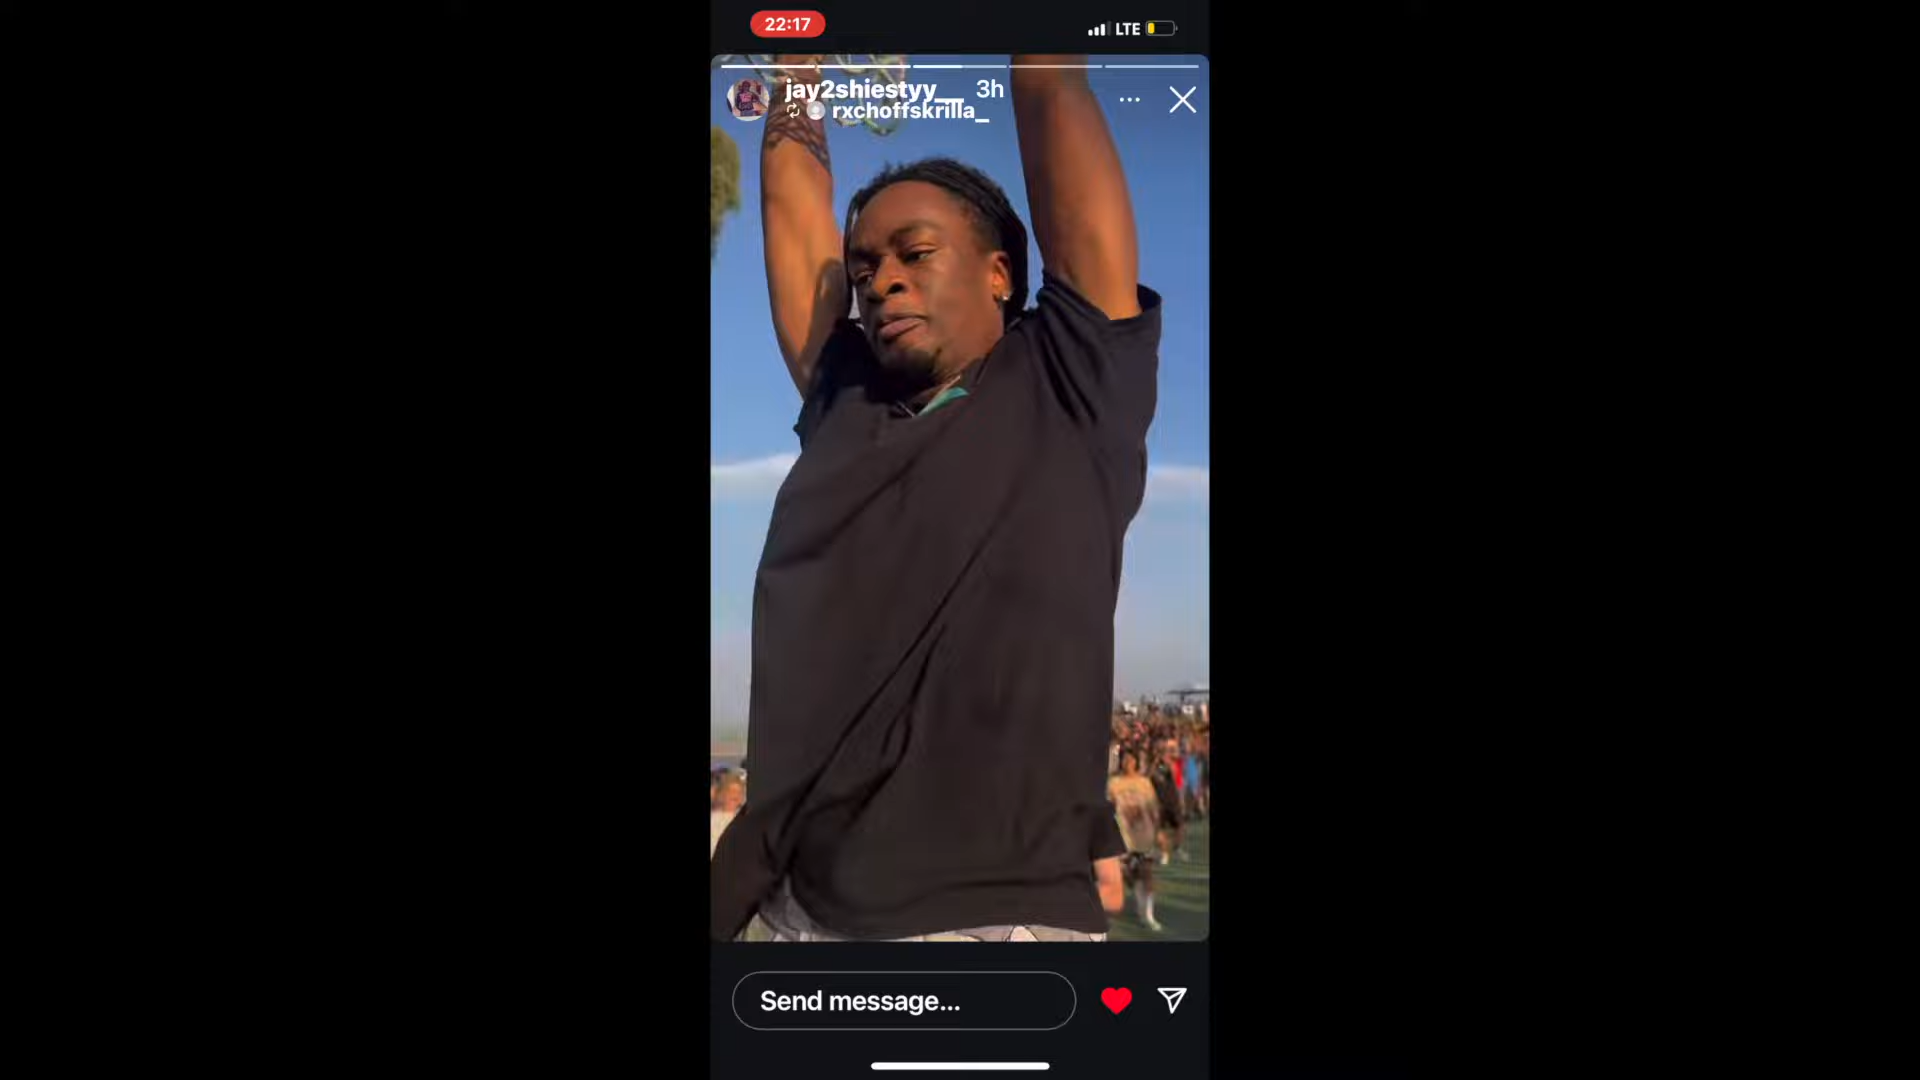 22:17
LTE
jay2shiestyy__ 3h
rxchoffskrilla_
Send message...